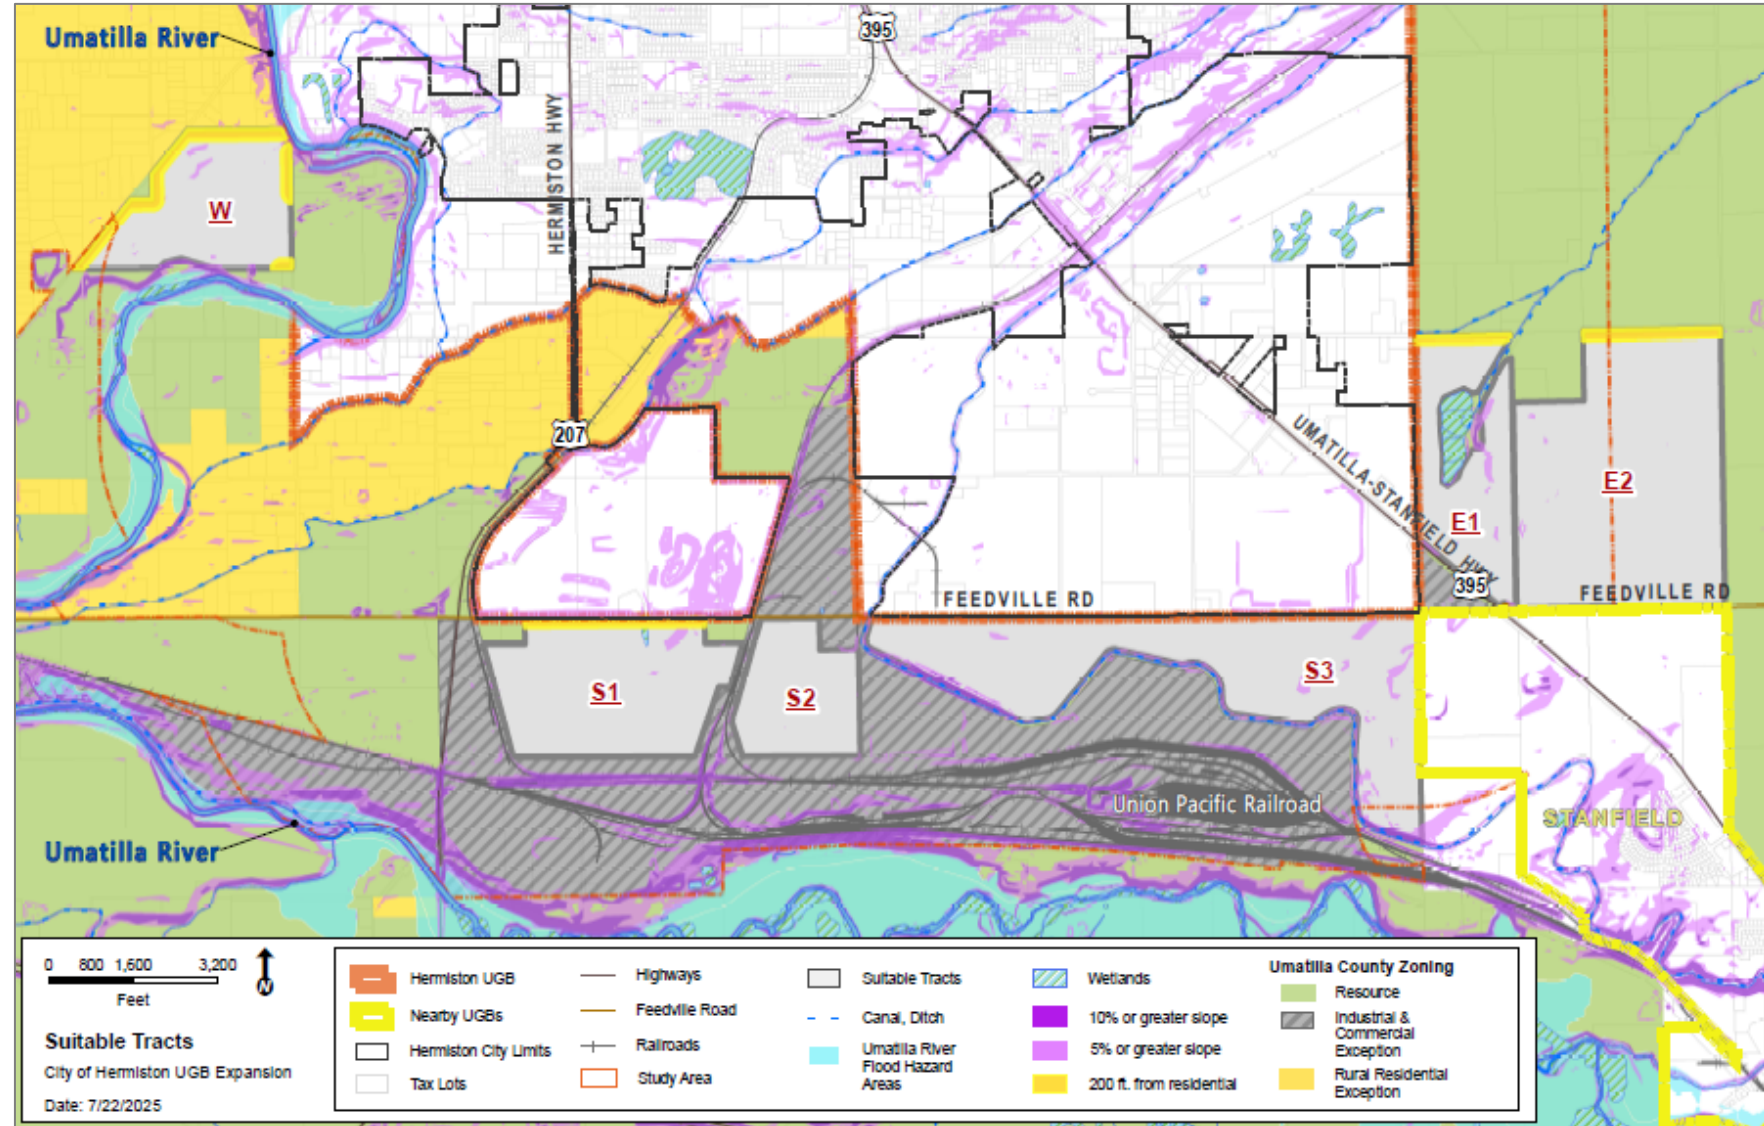 Umatilla River
395
HERMISTON HWY
W
207
UMATILLA-STANFIELD HWY
E2
E1
395
FEEDVILLE RD
FEEDVILLE RD
S1
S2
S3
Union Pacific Railroad
STANFIELD
Umatilla River
0 800 1,600 3,200
Feet
N
Suitable Tracts
City of Hermiston UGB Expansion
Date: 7/22/2025
Hermiston UGB
Nearby UGBs
Hermiston City Limits
Tax Lots
Highways
Feedville Road
Railroads
Study Area
Suitable Tracts
Canal, Ditch
Umatilla River
Flood Hazard
Areas
Wetlands
10% or greater slope
5% or greater slope
200 ft. from residential
Umatilla County Zoning
Resource
Industrial &
Commercial
Exception
Rural Residential
Exception